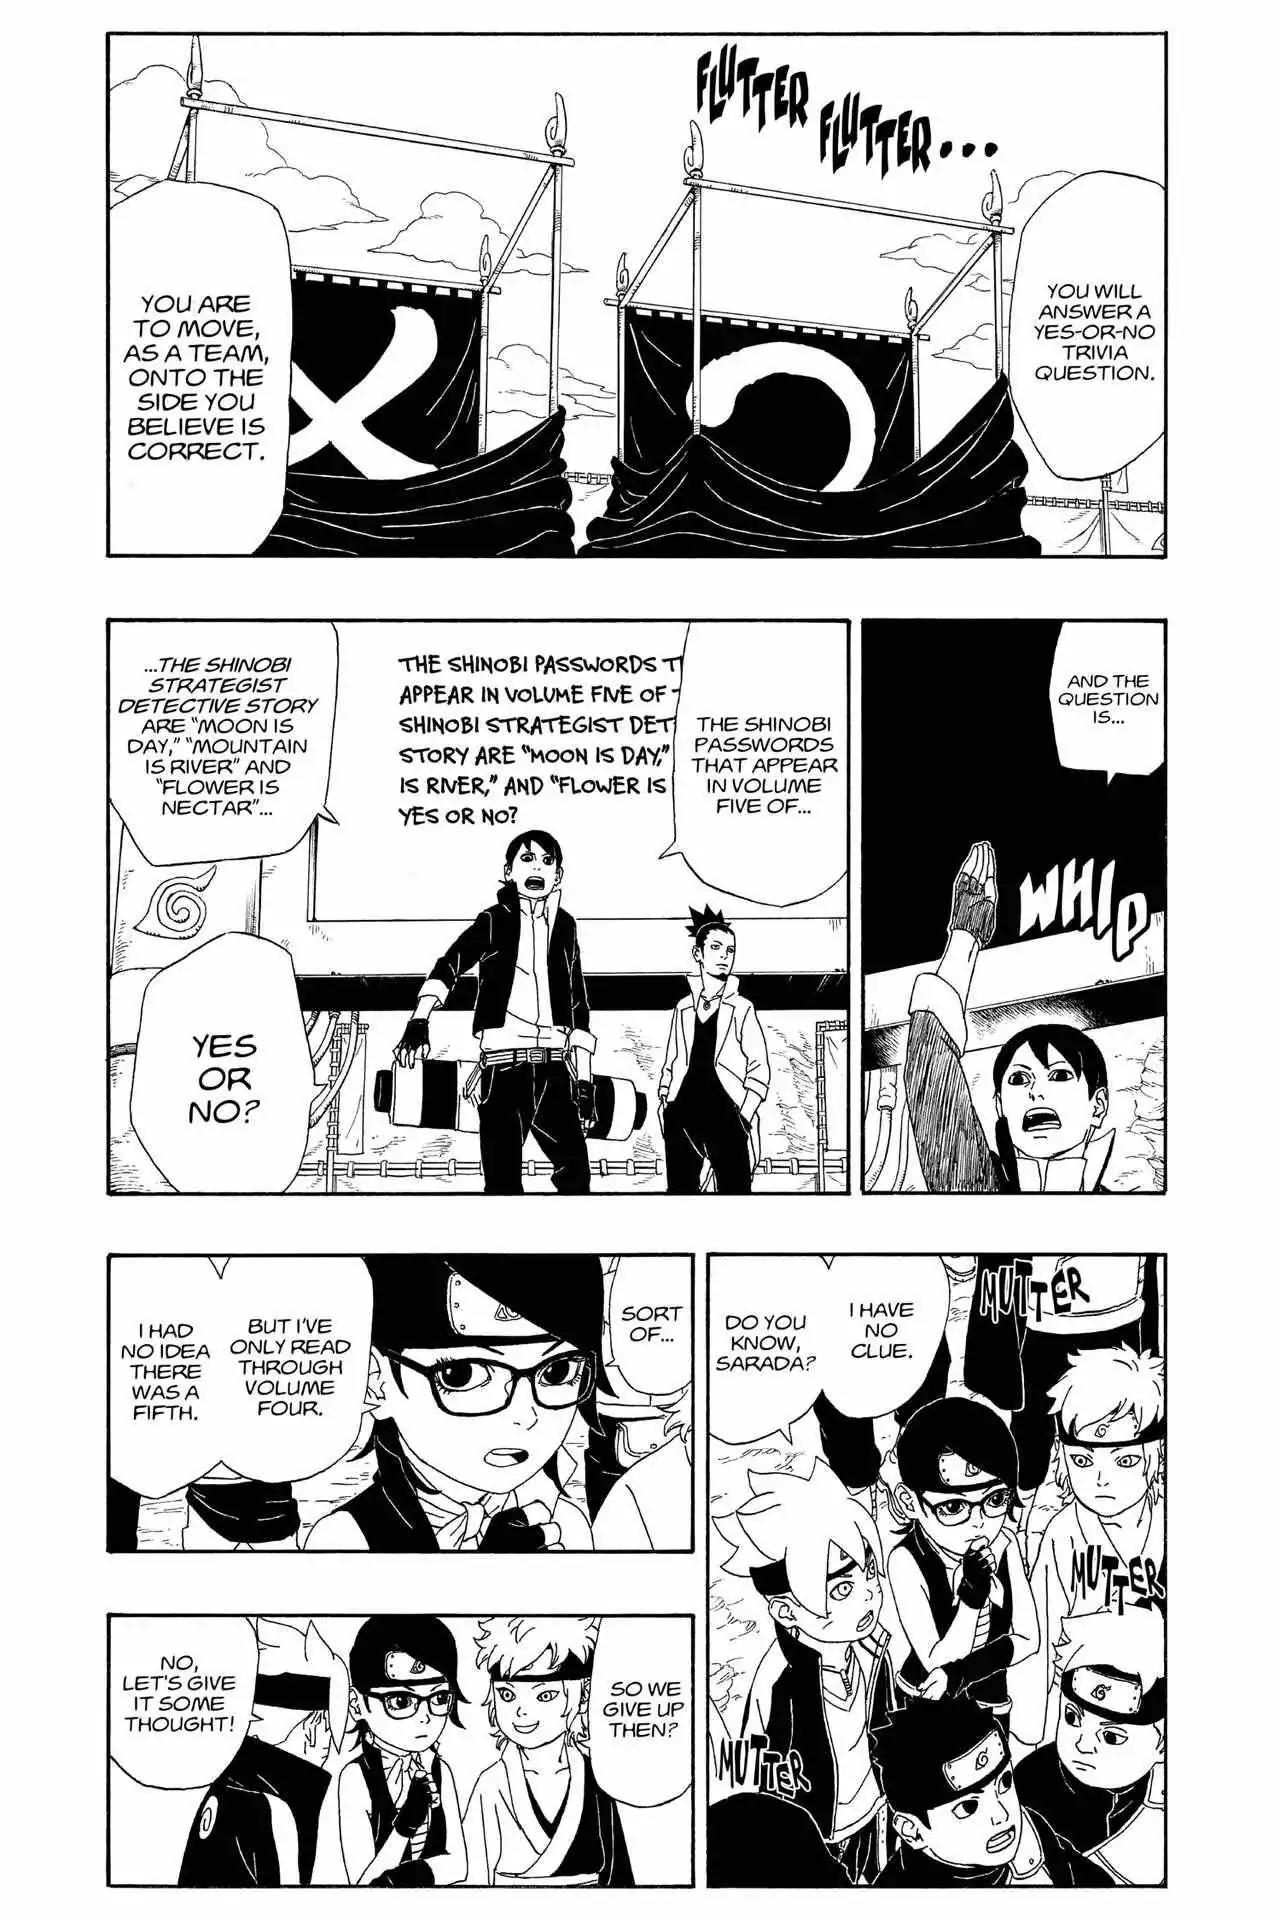 FLUTTER
FLUTTER...
YOU WILL
ANSWER A
YES-OR-NO
TRIVIA
QUESTION.
YOU ARE
TO MOVE,
AS A TEAM,
ONTO THE
SIDE YOU
BELIEVE IS
CORRECT.
AND THE
QUESTION
IS...
WHIP
THE SHINOBI
PASSWORDS
THAT APPEAR
IN VOLUME
FIVE OF...
THE SHINOBI PASSWORDS T
APPEAR IN VOLUME FIVE OF
SHINOBI STRATEGIST DET
STORY ARE "MOON IS DAY,"
IS RIVER," AND "FLOWER IS
YES OR NO?
...THE SHINOBI
STRATEGIST
DETECTIVE STORY
ARE "MOON IS
DAY," "MOUNTAIN
IS RIVER" AND
"FLOWER IS
NECTAR"...
YES
OR
NO?
MUTTER
I HAVE
NO
CLUE.
DO YOU
KNOW,
SARADA?
MUTTER
MUTTER
SORT
OF...
BUT I'VE
ONLY READ
THROUGH
VOLUME
FOUR.
I HAD
NO IDEA
THERE
WAS A
FIFTH.
SO WE
GIVE UP
THEN?
NO,
LET'S GIVE
IT SOME
THOUGHT!